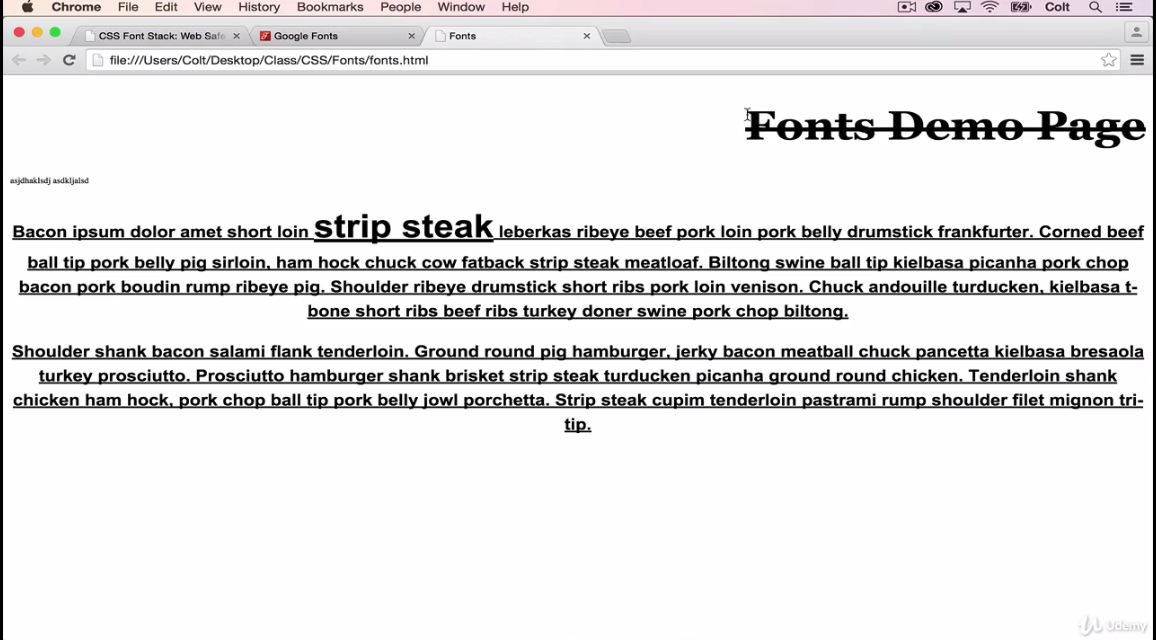 Chrome File Edit View History Bookmarks People Window Help Colt
CSS Font Stack: Web Safe Google Fonts Fonts
file:///Users/Colt/Desktop/Class/CSS/Fonts/fonts.html
Fonts Demo Page
asjdhaklsdj asdkljalsd
Bacon ipsum dolor amet short loin strip steak leberkas ribeye beef pork loin pork belly drumstick frankfurter. Corned beef
ball tip pork belly pig sirloin, ham hock chuck cow fatback strip steak meatloaf. Biltong swine ball tip kielbasa picanha pork chop
bacon pork boudin rump ribeye pig. Shoulder ribeye drumstick short ribs pork loin venison. Chuck andouille turducken, kielbasa t-
bone short ribs beef ribs turkey doner swine pork chop biltong.
Shoulder shank bacon salami flank tenderloin. Ground round pig hamburger, jerky bacon meatball chuck pancetta kielbasa bresaola
turkey prosciutto. Prosciutto hamburger shank brisket strip steak turducken picanha ground round chicken. Tenderloin shank
chicken ham hock, pork chop ball tip pork belly jowl porchetta. Strip steak cupim tenderloin pastrami rump shoulder filet mignon tri-
tip.
Udemy